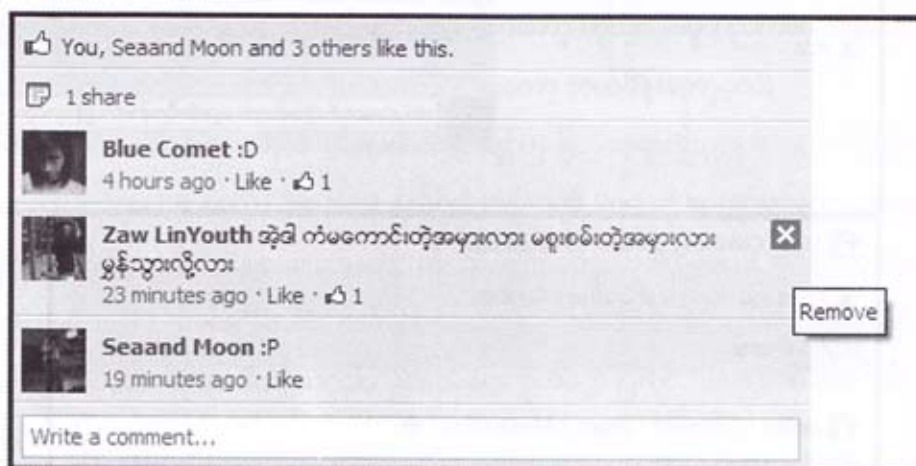 You, Seaand Moon and 3 others like this.
1 share
Blue Comet :D
4 hours ago · Like · 1
Zaw LinYouth အဲ့ဒါ ကံမကောင်းတဲ့အမှားလား မစူးစမ်းတဲ့အမှားလား
မွှန်သွားလို့လား
23 minutes ago · Like · 1
Remove
Seaand Moon :P
19 minutes ago · Like
Write a comment...